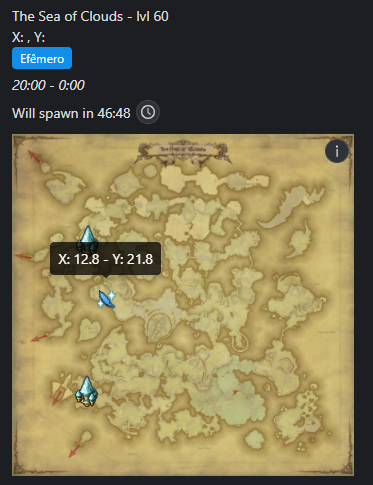 The Sea of Clouds - lvl 60
X: , Y:
Efêmero
20:00 - 0:00
Will spawn in 46:48
i
X: 12.8 - Y: 21.8